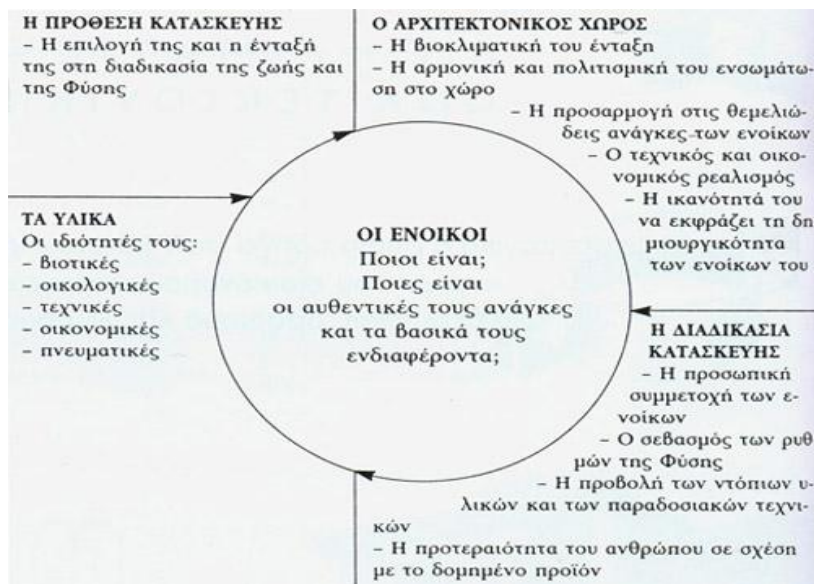 Η ΠΡΟΘΕΣΗ ΚΑΤΑΣΚΕΥΗΣ
– Η επιλογή της και η ένταξή
της στη διαδικασία της ζωής και
της Φύσης
Ο ΑΡΧΙΤΕΚΤΟΝΙΚΟΣ ΧΩΡΟΣ
– Η βιοκλιματική του ένταξη
– Η αρμονική και πολιτισμική του ενσωμάτω-
ση στο χώρο
– Η προσαρμογή στις θεμελιώ-
δεις ανάγκες των ενοίκων
– Ο τεχνικός και οικο-
νομικός ρεαλισμός
– Η ικανότητά του
να εκφράζει τη δη
μιουργικότητα
των ενοίκων του
ΤΑ ΥΛΙΚΑ
Οι ιδιότητές τους:
– βιοτικές
– οικολογικές
– τεχνικές
– οικονομικές
– πνευματικές
ΟΙ ΕΝΟΙΚΟΙ
Ποιοι είναι;
Ποιες είναι
οι αυθεντικές τους ανάγκες
και τα βασικά τους
ενδιαφέροντα;
Η ΔΙΑΔΙΚΑΣΙΑ
ΚΑΤΑΣΚΕΥΗΣ
– Η προσωπική
συμμετοχή των ε-
νοίκων
– Ο σεβασμός των ρυθ
μών της Φύσης
– Η προβολή των ντόπιων υ-
λικών και των παραδοσιακών τεχνι-
κών
– Η προτεραιότητα του ανθρώπου σε σχέση
με το δομημένο προϊόν